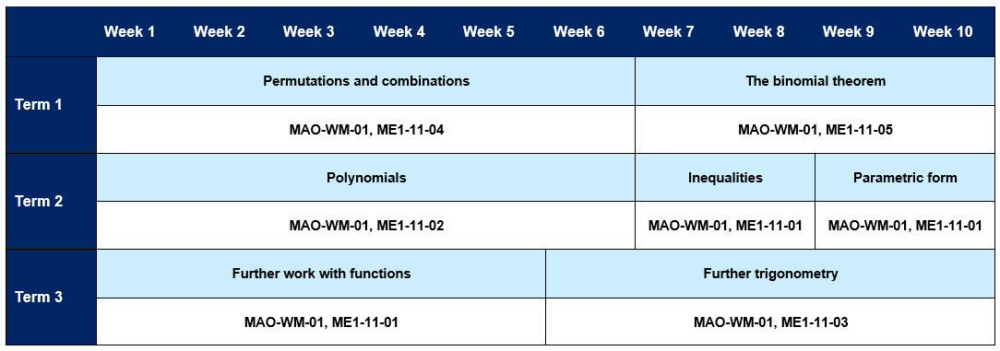 Week 1 Week 2 Week 3 Week 4 Week 5 Week 6 Week 7 Week 8 Week 9 Week 10
Term 1
Permutations and combinations The binomial theorem
MAO-WM-01, ME1-11-04 MAO-WM-01, ME1-11-05
Term 2
Polynomials Inequalities Parametric form
MAO-WM-01, ME1-11-02 MAO-WM-01, ME1-11-01 MAO-WM-01, ME1-11-01
Term 3
Further work with functions Further trigonometry
MAO-WM-01, ME1-11-01 MAO-WM-01, ME1-11-03